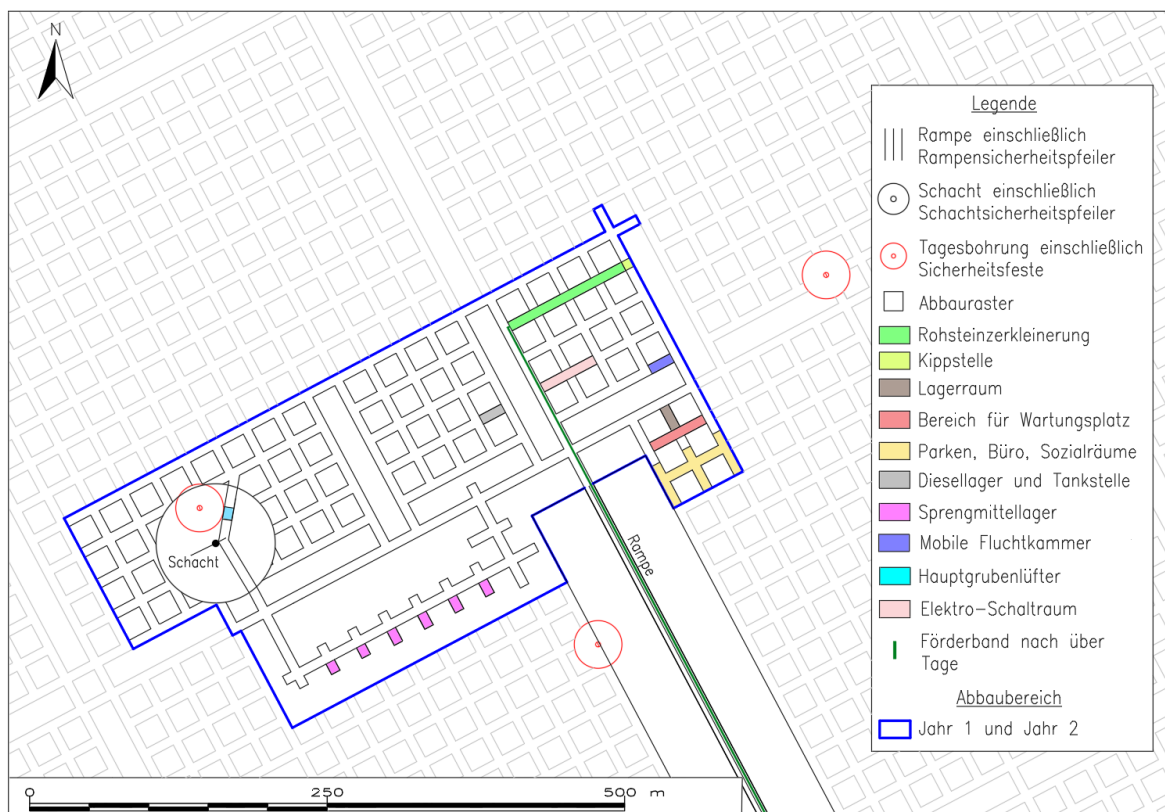 N
Schacht
Rampe
Legende
Rampe einschließlich
Rampensicherheitspfeiler
Schacht einschließlich
Schachtsicherheitspfeiler
Tagesbohrung einschließlich
Sicherheitsfeste
Abbauraster
Rohsteinzerkleinerung
Kippstelle
Lagerraum
Bereich für Wartungsplatz
Parken, Büro, Sozialräume
Diesellager und Tankstelle
Sprengmittellager
Mobile Fluchtkammer
Hauptgrubenlüfter
Elektro-Schaltraum
Förderband nach über
Tage
Abbaubereich
Jahr 1 und Jahr 2
0 250 500 m